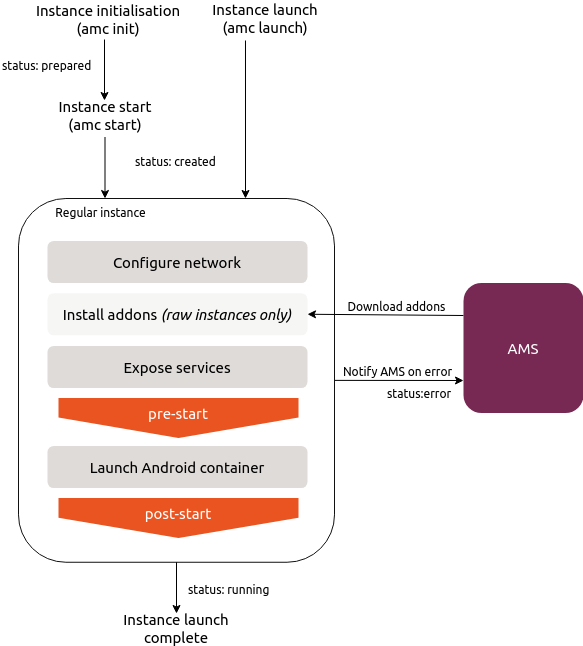 Instance initialisation
(amc init)
Instance launch
(amc launch)
status: prepared
Instance start
(amc start)
status: created
Regular instance
Configure network
Install addons (raw instances only)
Download addons
AMS
Expose services
Notify AMS on error
status:error
pre-start
Launch Android container
post-start
status: running
Instance launch
complete